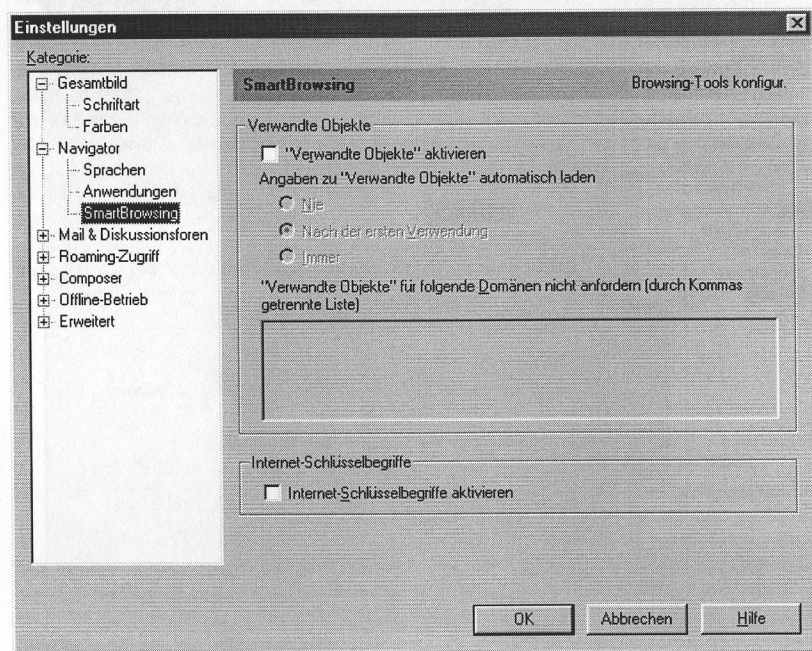 Einstellungen
Kategorie:
Gesamtbild
Schriftart
Farben
Navigator
Sprachen
Anwendungen
SmartBrowsing
Mail & Diskussionsforen
Roaming-Zugriff
Composer
Offline-Betrieb
Erweitert
SmartBrowsing
Browsing-Tools konfigur.
Verwandte Objekte
"Verwandte Objekte" aktivieren
Angaben zu "Verwandte Objekte" automatisch laden
Nie
Nach der ersten Verwendung
Immer
"Verwandte Objekte" für folgende Domänen nicht anfordern (durch Kommas
getrennte Liste)
Internet-Schlüsselbegriffe
Internet-Schlüsselbegriffe aktivieren
OK
Abbrechen
Hilfe